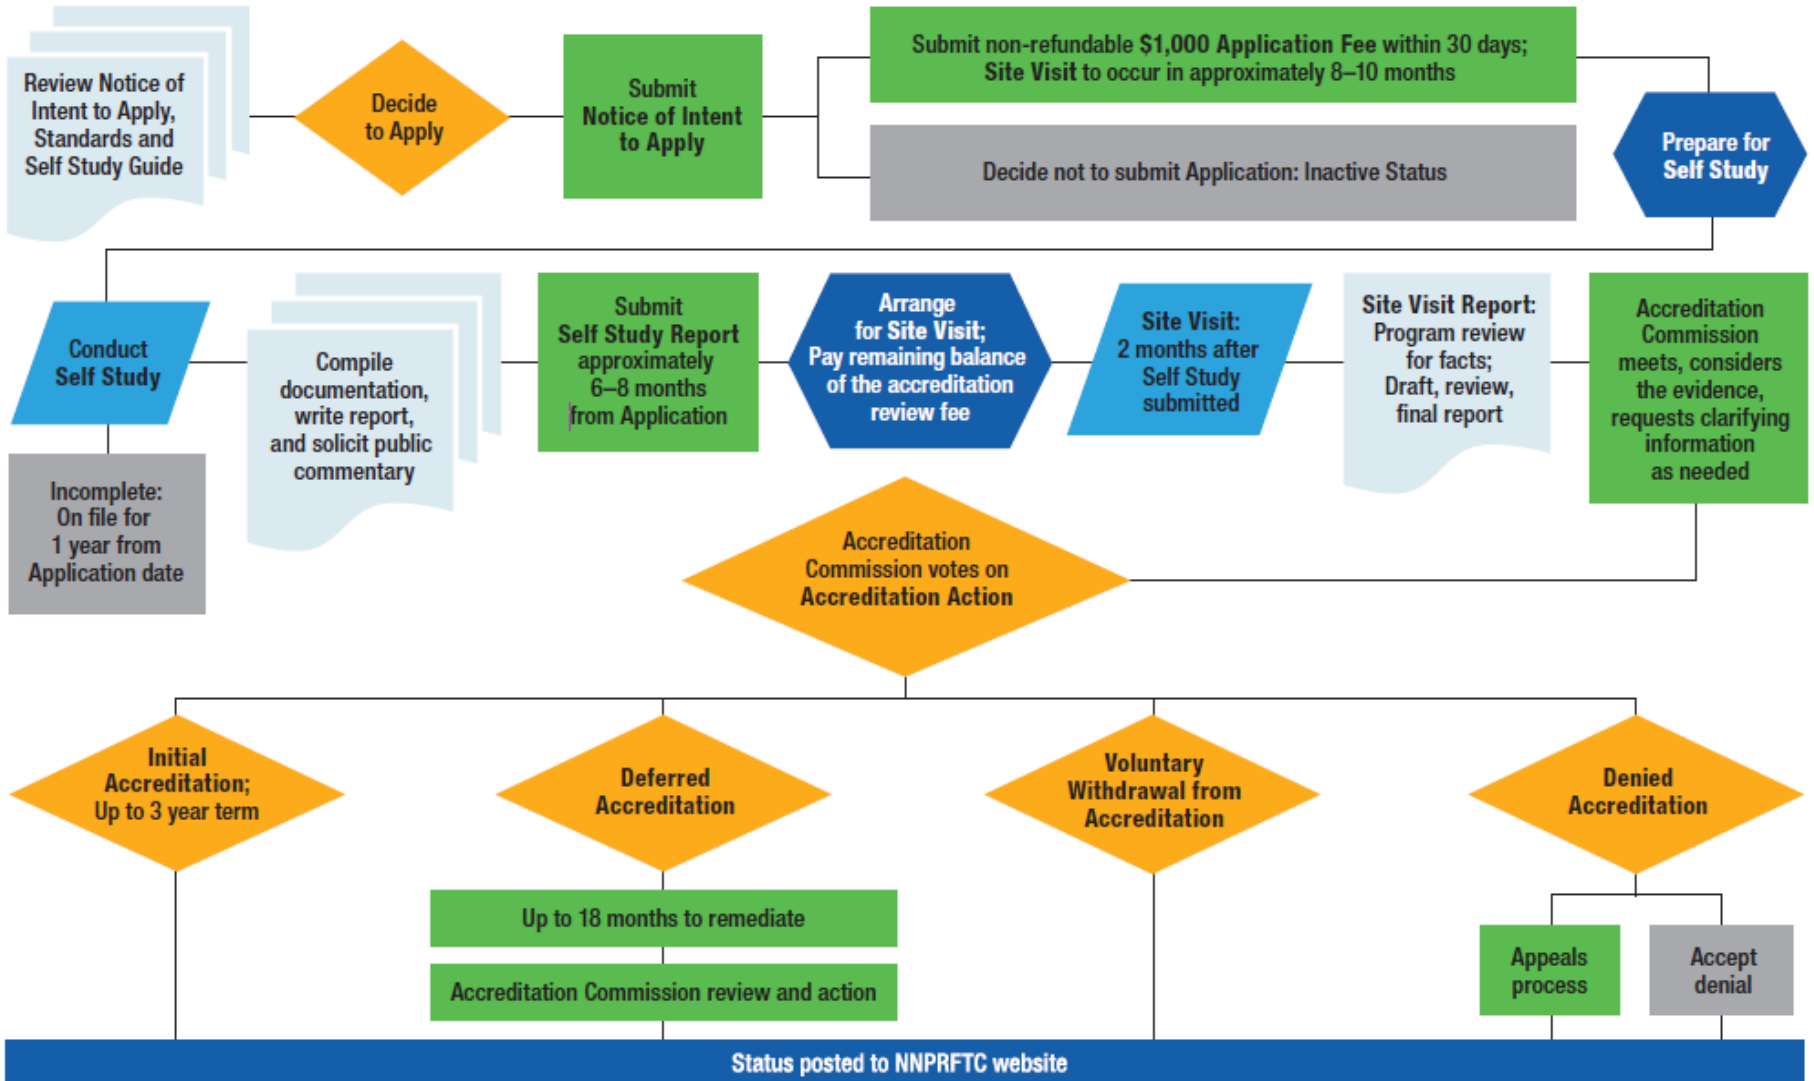 Review Notice of
Intent to Apply,
Standards and
Self Study Guide
Decide
to Apply
Submit
Notice of Intent
to Apply
Submit non-refundable $1,000 Application Fee within 30 days;
Site Visit to occur in approximately 8–10 months
Decide not to submit Application: Inactive Status
Prepare for
Self Study
Conduct
Self Study
Incomplete:
On file for
1 year from
Application date
Compile
documentation,
write report,
and solicit public
commentary
Submit
Self Study Report
approximately
6–8 months
from Application
Arrange
for Site Visit;
Pay remaining balance
of the accreditation
review fee
Site Visit:
2 months after
Self Study
submitted
Site Visit Report:
Program review
for facts;
Draft, review,
final report
Accreditation
Commission
meets, considers
the evidence,
requests clarifying
information
as needed
Accreditation
Commission votes on
Accreditation Action
Initial
Accreditation;
Up to 3 year term
Deferred
Accreditation
Voluntary
Withdrawal from
Accreditation
Denied
Accreditation
Up to 18 months to remediate
Accreditation Commission review and action
Appeals
process
Accept
denial
Status posted to NNPRFTC website